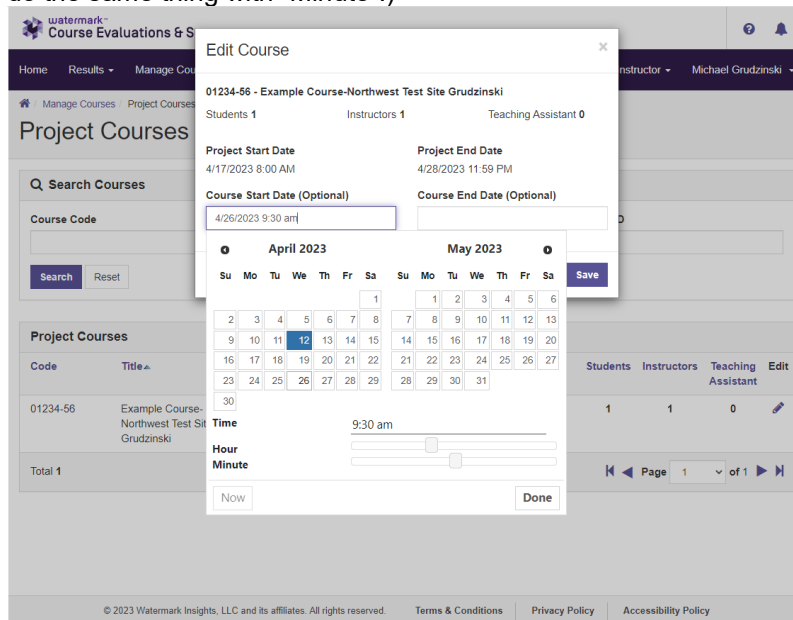 watermark™
Course Evaluations & S
Edit Course
×
Home
Results
Manage Cou
nstructor
Michael Grudzinski
Manage Courses / Project Courses
Project Courses
01234-56 - Example Course-Northwest Test Site Grudzinski
Students 1
Instructors 1
Teaching Assistant 0
Project Start Date
Project End Date
4/17/2023 8:00 AM
4/28/2023 11:59 PM
Course Start Date (Optional)
Course End Date (Optional)
4/26/2023 9:30 am
Search Courses
Course Code
Search
Reset
Save
April 2023
Su Mo Tu We Th Fr Sa
1
2 3 4 5 6 7 8
9 10 11 12 13 14 15
16 17 18 19 20 21 22
23 24 25 26 27 28 29
30
May 2023
Su Mo Tu We Th Fr Sa
1 2 3 4 5 6
7 8 9 10 11 12 13
14 15 16 17 18 19 20
21 22 23 24 25 26 27
28 29 30 31
Time
9:30 am
Hour
Minute
Now
Done
Project Courses
Code
Title
Students
Instructors
Teaching
Assistant
Edit
01234-56
Example Course-
Northwest Test Sit
Grudzinski
1
1
0
Total 1
Page 1 of 1
© 2023 Watermark Insights, LLC and its affiliates. All rights reserved.
Terms & Conditions
Privacy Policy
Accessibility Policy